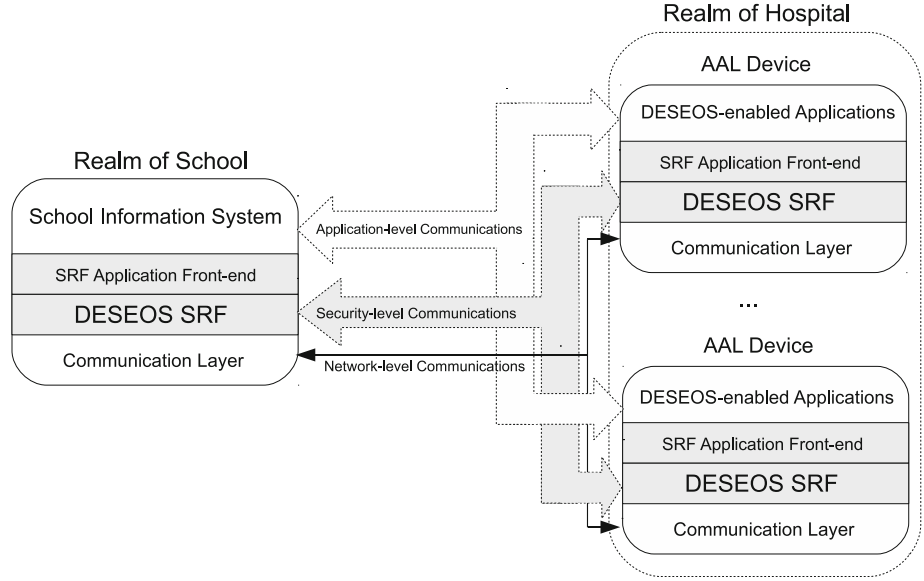 Realm of Hospital
AAL Device
DESEOS-enabled Applications
SRF Application Front-end
DESEOS SRF
Communication Layer
Realm of School
School Information System
SRF Application Front-end
DESEOS SRF
Communication Layer
Application-level Communications
Security-level Communications
Network-level Communications
...
AAL Device
DESEOS-enabled Applications
SRF Application Front-end
DESEOS SRF
Communication Layer